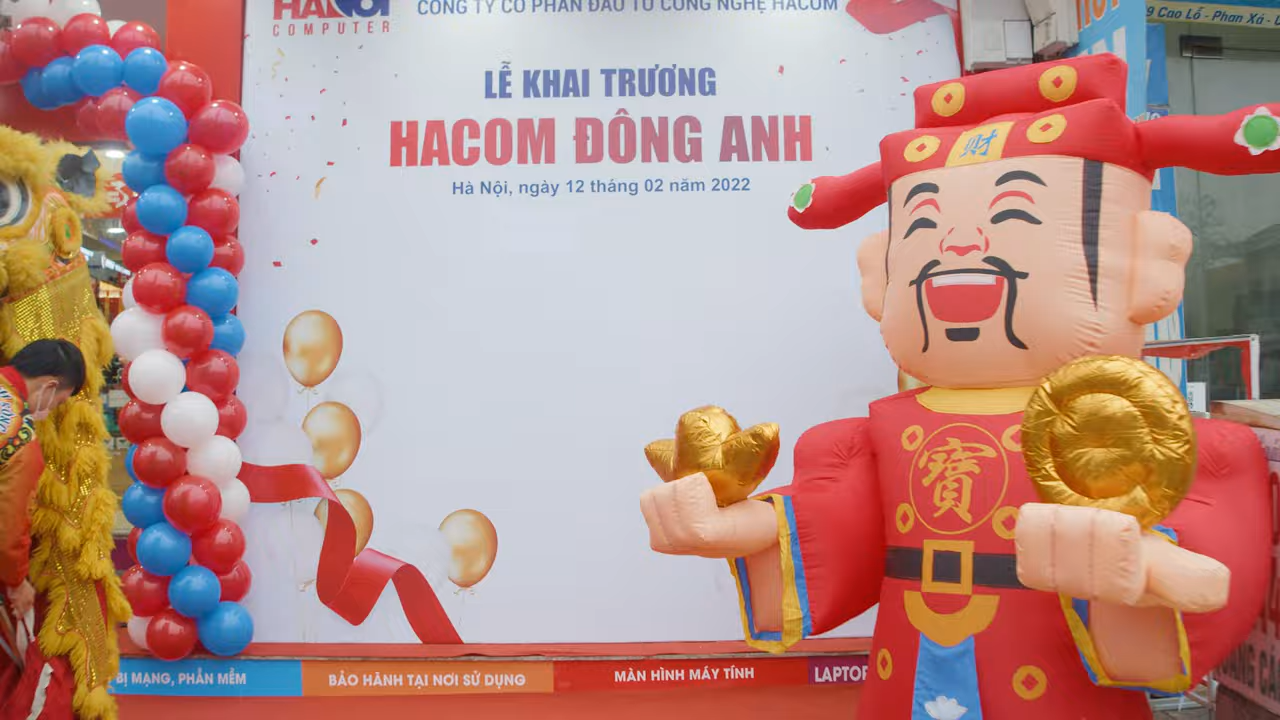 HACOM
COMPUTER
CÔNG TY CỔ PHẦN ĐẦU TƯ CÔNG NGHỆ HACOM
LỄ KHAI TRƯƠNG
HACOM ĐÔNG ANH
Hà Nội, ngày 12 tháng 02 năm 2022
9 Cao Lỗ - Phan Xá -
財
寶
BỊ MẠNG, PHẦN MỀM
BẢO HÀNH TẠI NƠI SỬ DỤNG
MÀN HÌNH MÁY TÍNH
LAPTOP